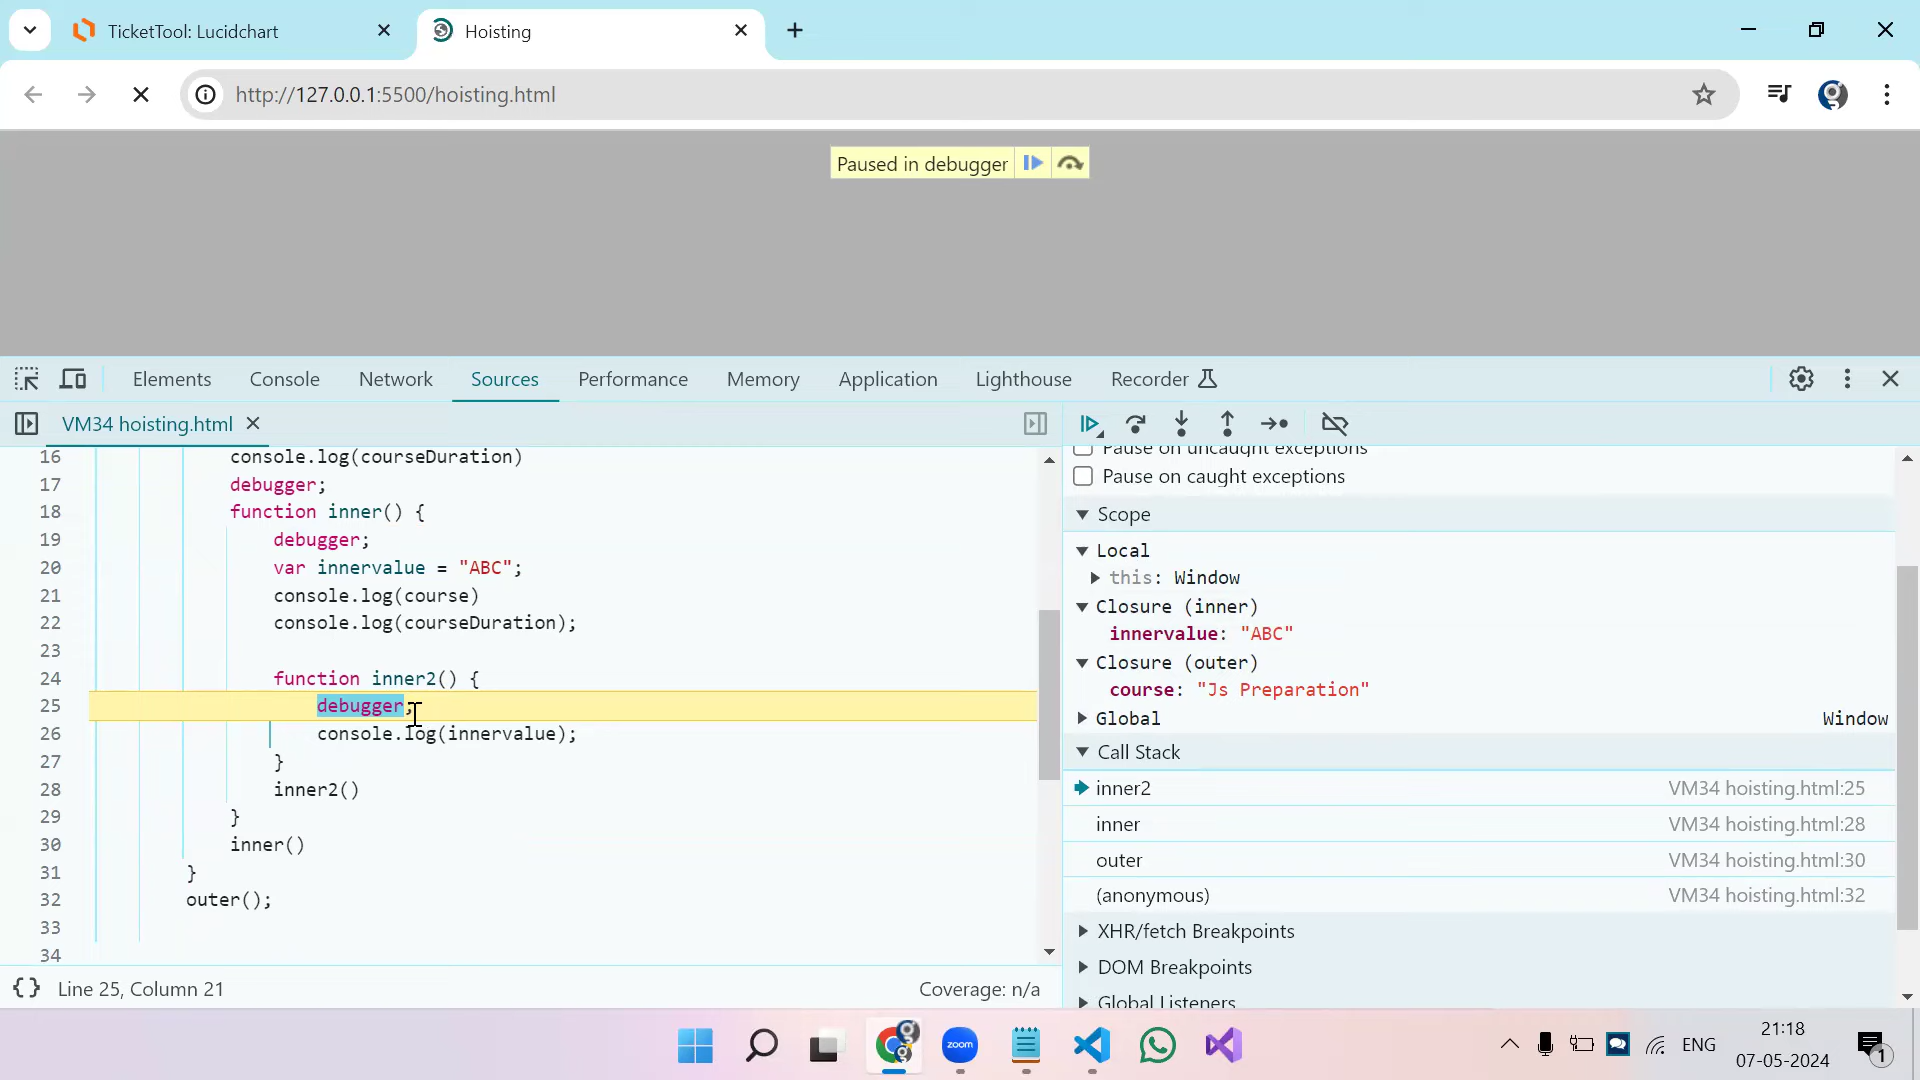 TicketTool: Lucidchart
Hoisting
http://127.0.0.1:5500/hoisting.html
Paused in debugger
Elements
Console
Network
Sources
Performance
Memory
Application
Lighthouse
Recorder
VM34 hoisting.html
16 console.log(courseDuration)
17 debugger;
18 function inner() {
19 debugger;
20 var innervalue = "ABC";
21 console.log(course)
22 console.log(courseDuration);
23
24 function inner2() {
25 debugger;
26 console.log(innervalue);
27 }
28 inner2()
29 }
30 inner()
31 }
32 outer();
33
34
{ } Line 25, Column 21
Coverage: n/a
Pause on uncaught exceptions
Pause on caught exceptions
Scope
Local
this: Window
Closure (inner)
innervalue: "ABC"
Closure (outer)
course: "Js Preparation"
Global Window
Call Stack
inner2 VM34 hoisting.html:25
inner VM34 hoisting.html:28
outer VM34 hoisting.html:30
(anonymous) VM34 hoisting.html:32
XHR/fetch Breakpoints
DOM Breakpoints
Global Listeners
zoom
ENG
21:18
07-05-2024
1